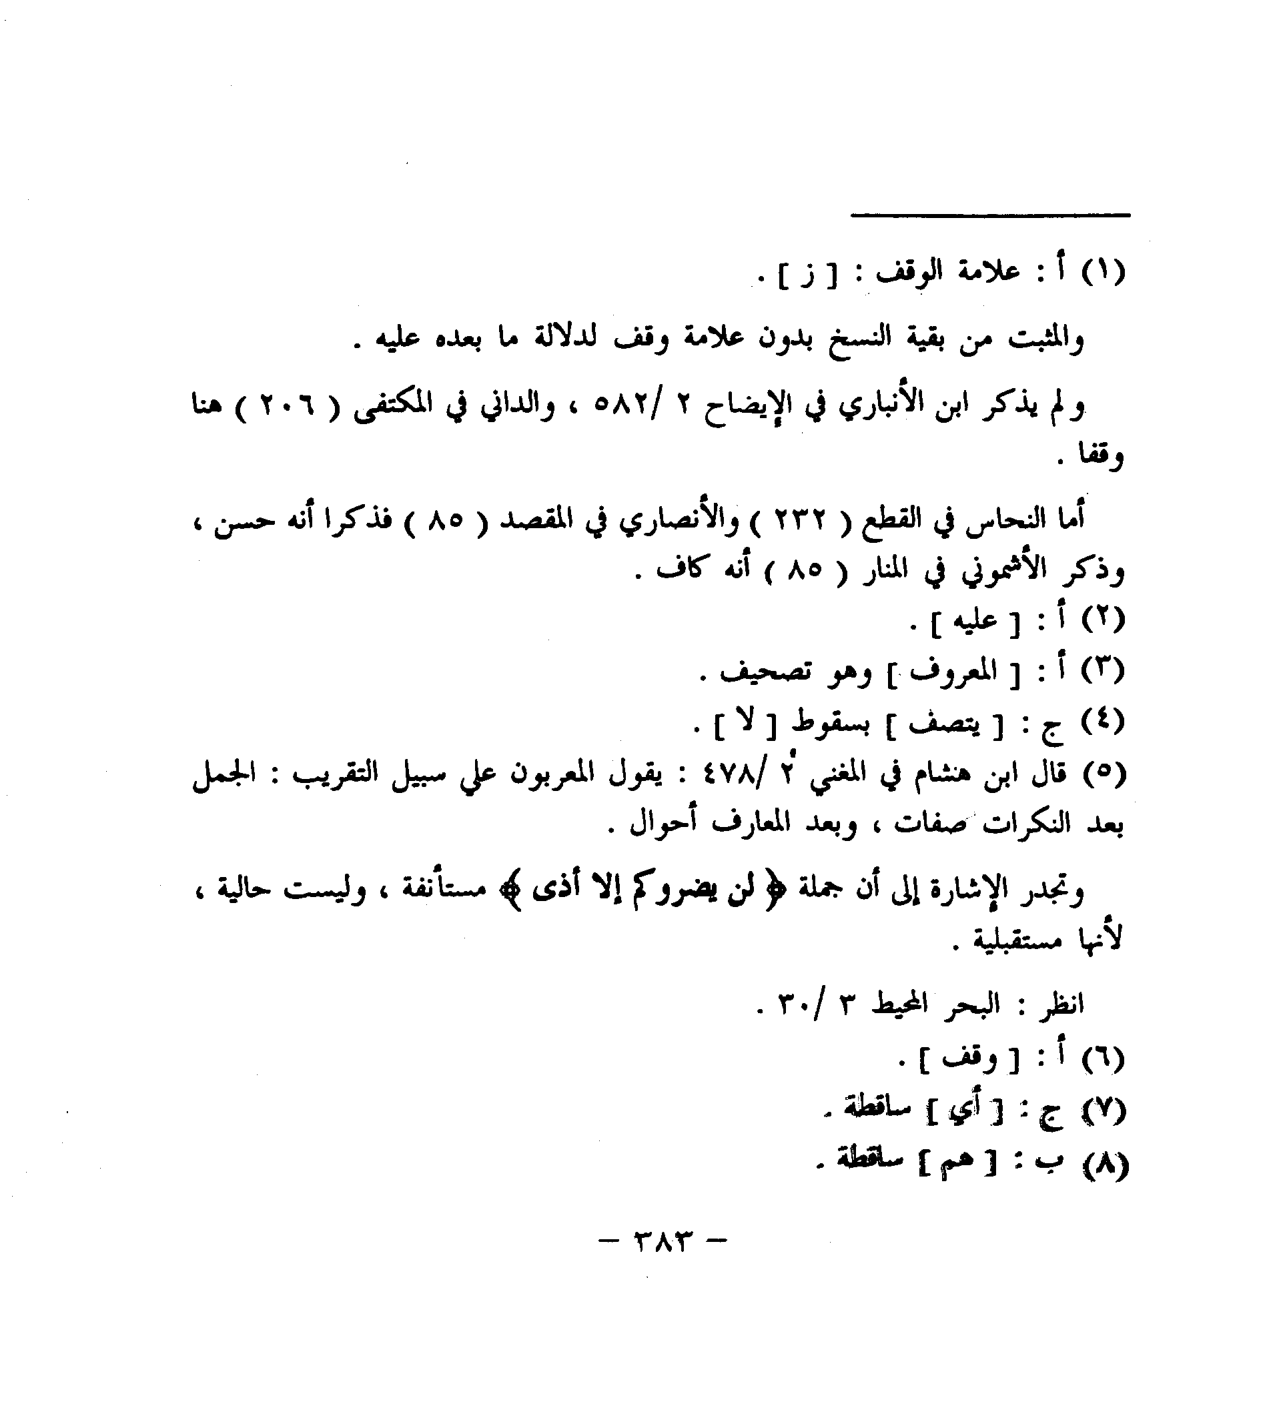 (١) أ : علامة الوقف : [ ز ] .
والمثبت من بقية النسخ بدون علامة وقف لدلالة ما بعده عليه .
ولم يذكر ابن الأنباري في الإيضاح ٢ /٥٨٢ ، والداني في المكتفى ( ٢٠٦ ) هنا
وقفا .
أما النحاس في القطع ( ٢٣٢ ) والأنصاري في المقصد ( ٨٥ ) فذكرا أنه حسن ،
وذكر الأشموني في المنار ( ٨٥ ) أنه كاف .
(٢) أ : [ عليه ] .
(٣) أ : [ المعروف ] وهو تصحيف .
(٤) ج : [ يتصف ] بسقوط [ لا ] .
(٥) قال ابن هشام في المغني ٢ /٤٧٨ : يقول المعربون علي سبيل التقريب : الجمل
بعد النكرات صفات ، وبعد المعارف أحوال .
وتجدر الإشارة إلى أن جملة ﴿ لن يضروكم إلا أذى ﴾ مستأنفة ، وليست حالية ،
لأنها مستقبلية .
انظر : البحر المحيط ٣ /٣٠ .
(٦) أ : [ وقف ] .
(٧) ج : [ أي ] ساقطة .
(٨) ب : [ هم ] ساقطة .
– ٣٨٣ –